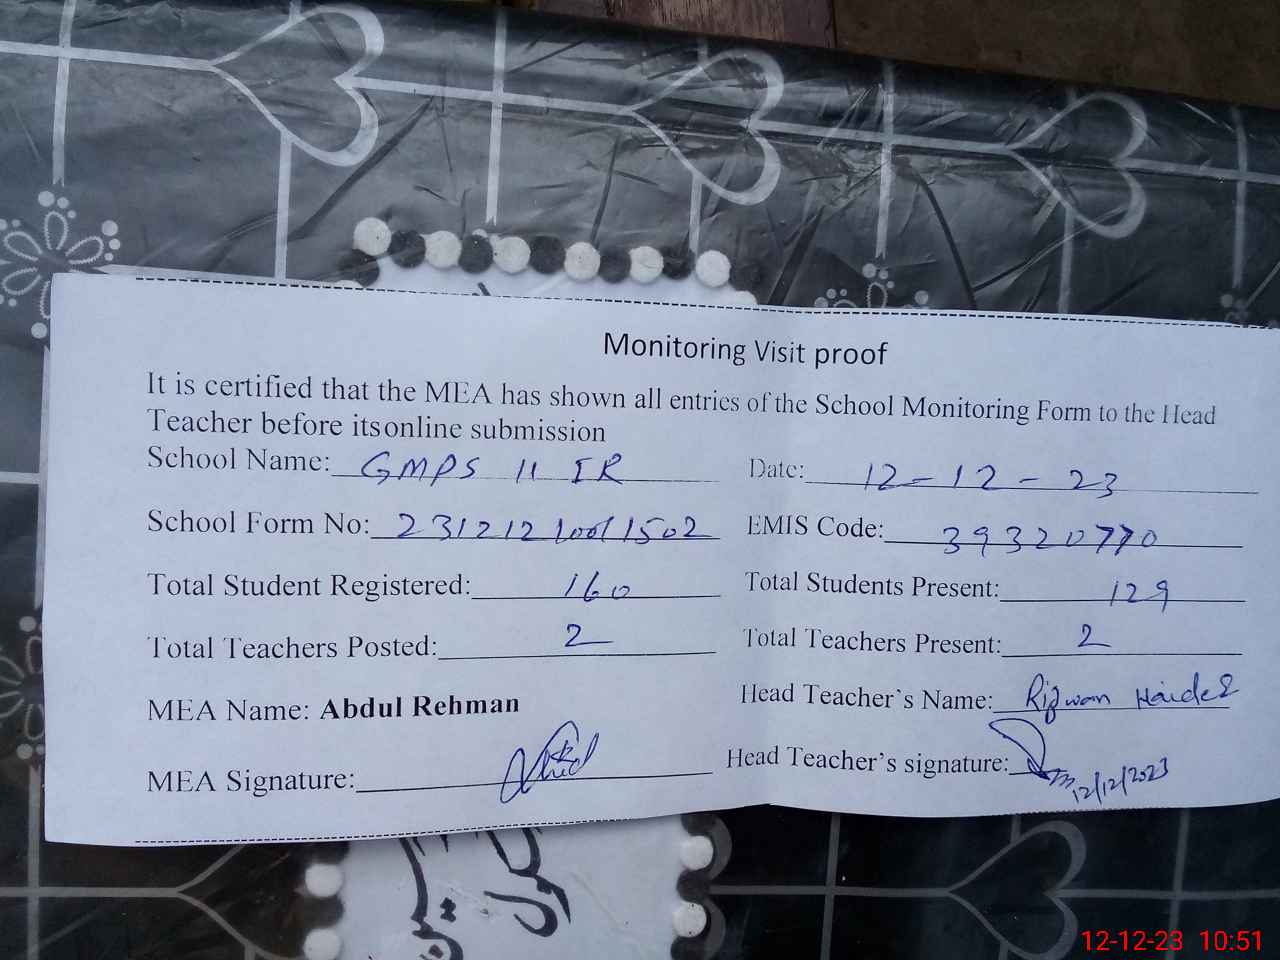 Monitoring Visit proof
It is certified that the MEA has shown all entries of the School Monitoring Form to the Head
Teacher before itsonline submission
School Name: GMPS 11 IR Date: 12-12-23
School Form No: 23121210011502 EMIS Code: 39320770
Total Student Registered: 160 Total Students Present: 129
Total Teachers Posted: 2 Total Teachers Present: 2
MEA Name: Abdul Rehman Head Teacher's Name: Rizwan Haider
MEA Signature: Head Teacher's signature:
12/12/2023
12-12-23 10:51